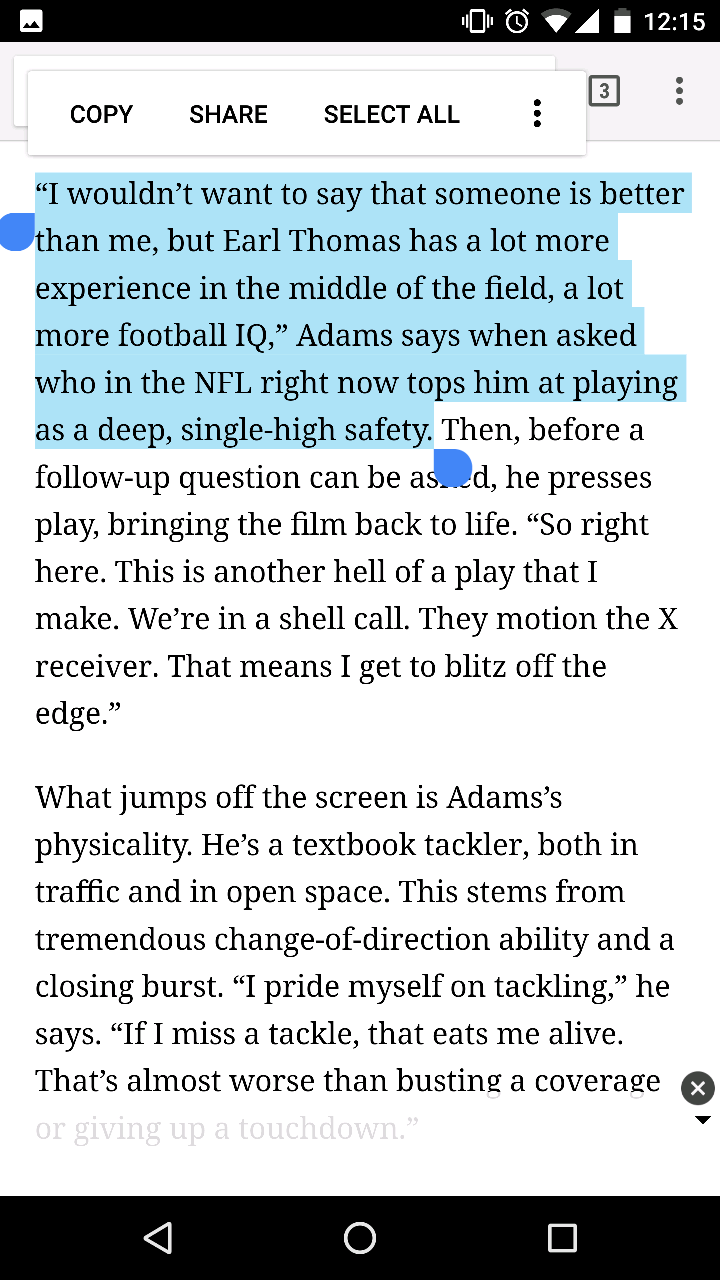 12:15
COPY SHARE SELECT ALL
3
“I wouldn’t want to say that someone is better
than me, but Earl Thomas has a lot more
experience in the middle of the field, a lot
more football IQ,” Adams says when asked
who in the NFL right now tops him at playing
as a deep, single-high safety. Then, before a
follow-up question can be asked, he presses
play, bringing the film back to life. “So right
here. This is another hell of a play that I
make. We’re in a shell call. They motion the X
receiver. That means I get to blitz off the
edge.”
What jumps off the screen is Adams’s
physicality. He’s a textbook tackler, both in
traffic and in open space. This stems from
tremendous change-of-direction ability and a
closing burst. “I pride myself on tackling,” he
says. “If I miss a tackle, that eats me alive.
That’s almost worse than busting a coverage
or giving up a touchdown.”